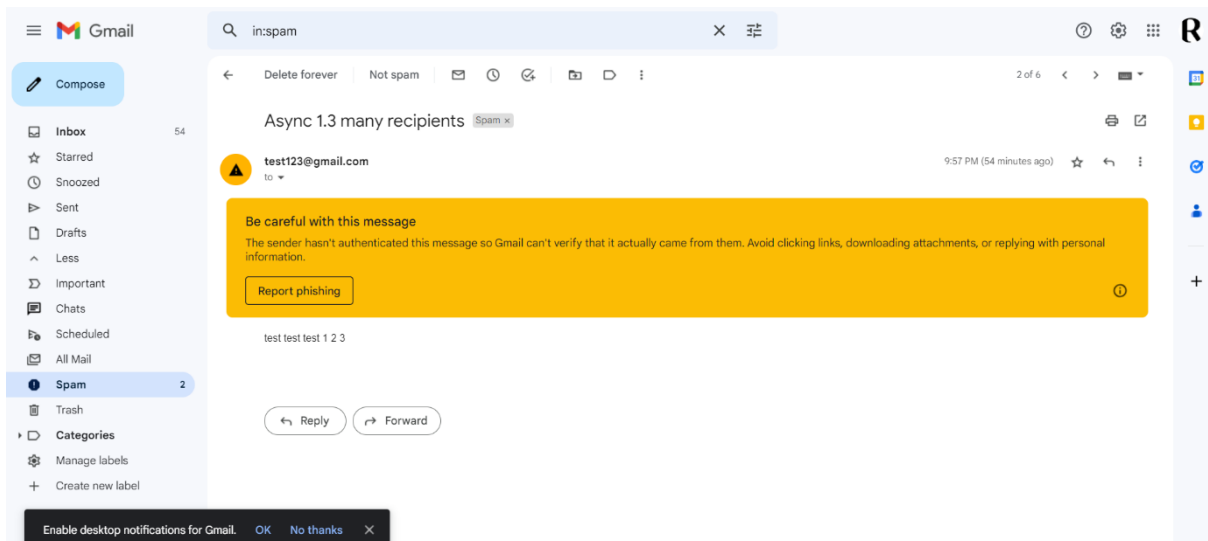 Gmail
in:spam
Compose
Delete forever Not spam
2 of 6
Async 1.3 many recipients Spam ×
Inbox 54
Starred
Snoozed
Sent
Drafts
Less
Important
Chats
Scheduled
All Mail
Spam 2
Trash
Categories
Manage labels
Create new label
test123@gmail.com
9:57 PM (54 minutes ago)
to
Be careful with this message
The sender hasn't authenticated this message so Gmail can't verify that it actually came from them. Avoid clicking links, downloading attachments, or replying with personal
information.
Report phishing
test test test 1 2 3
Reply Forward
Enable desktop notifications for Gmail. OK No thanks
R
31